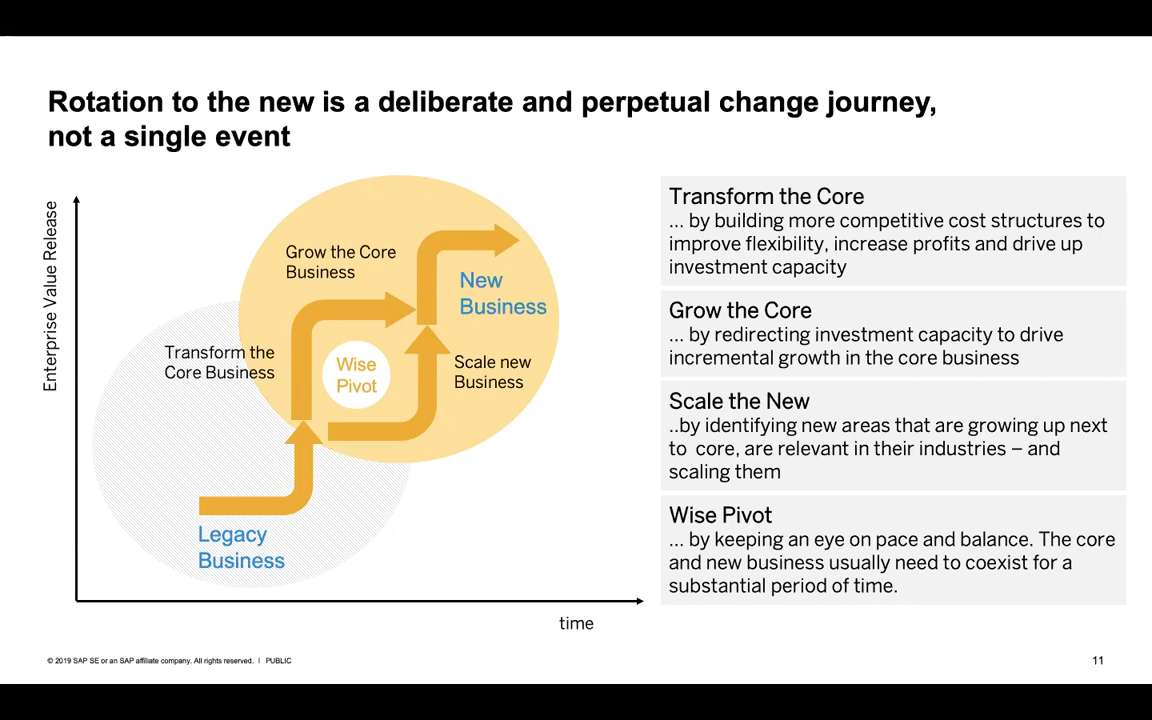 Rotation to the new is a deliberate and perpetual change journey,
not a single event
Enterprise Value Release
Grow the Core
Business
New
Business
Transform the
Core Business
Wise
Pivot
Scale new
Business
Legacy
Business
time
Transform the Core
... by building more competitive cost structures to
improve flexibility, increase profits and drive up
investment capacity
Grow the Core
... by redirecting investment capacity to drive
incremental growth in the core business
Scale the New
..by identifying new areas that are growing up next
to core, are relevant in their industries – and
scaling them
Wise Pivot
... by keeping an eye on pace and balance. The core
and new business usually need to coexist for a
substantial period of time.
© 2019 SAP SE or an SAP affiliate company. All rights reserved. I PUBLIC
11